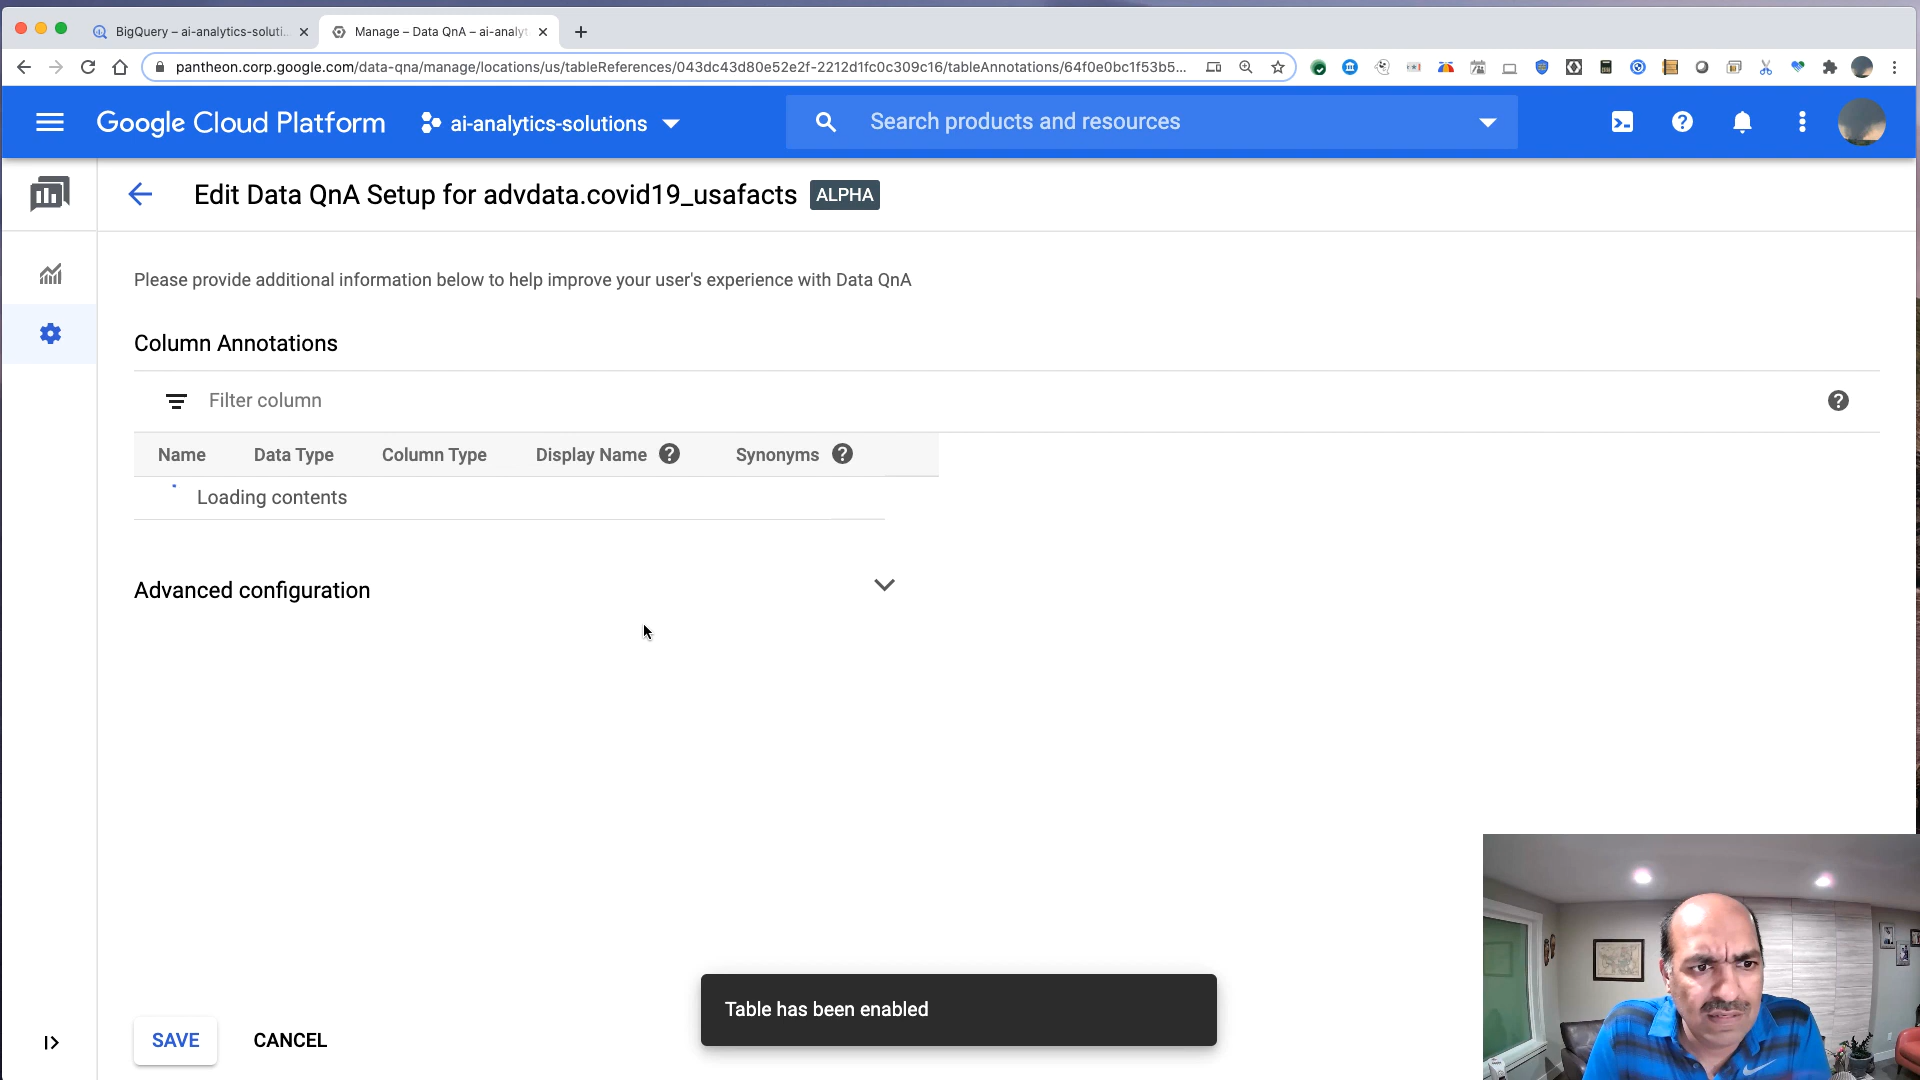 BigQuery – ai-analytics-soluti...
Manage – Data QnA – ai-analyt
pantheon.corp.google.com/data-qna/manage/locations/us/tableReferences/043dc43d80e52e2f-2212d1fc0c309c16/tableAnnotations/64f0e0bc1f53b5...
Google Cloud Platform
ai-analytics-solutions
Search products and resources
Edit Data QnA Setup for advdata.covid19_usafacts
ALPHA
Please provide additional information below to help improve your user's experience with Data QnA
Column Annotations
Filter column
Name Data Type Column Type Display Name Synonyms
Loading contents
Advanced configuration
Table has been enabled
SAVE CANCEL